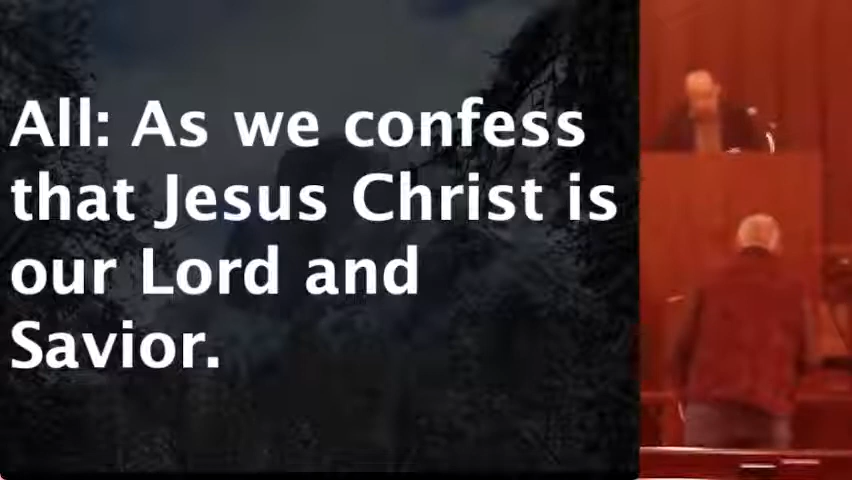 All: As we confess
that Jesus Christ is
our Lord and
Savior.